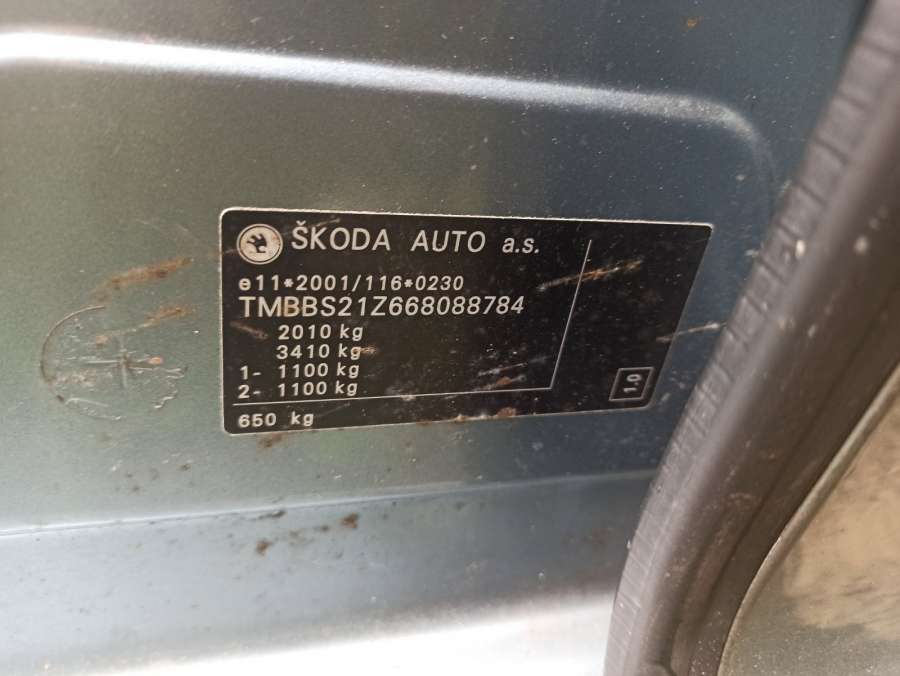 ŠKODA AUTO a.s.
e11*2001/116*0230
TMBBS21Z668088784
2010 kg
3410 kg
1- 1100 kg
2- 1100 kg
650 kg
1.0